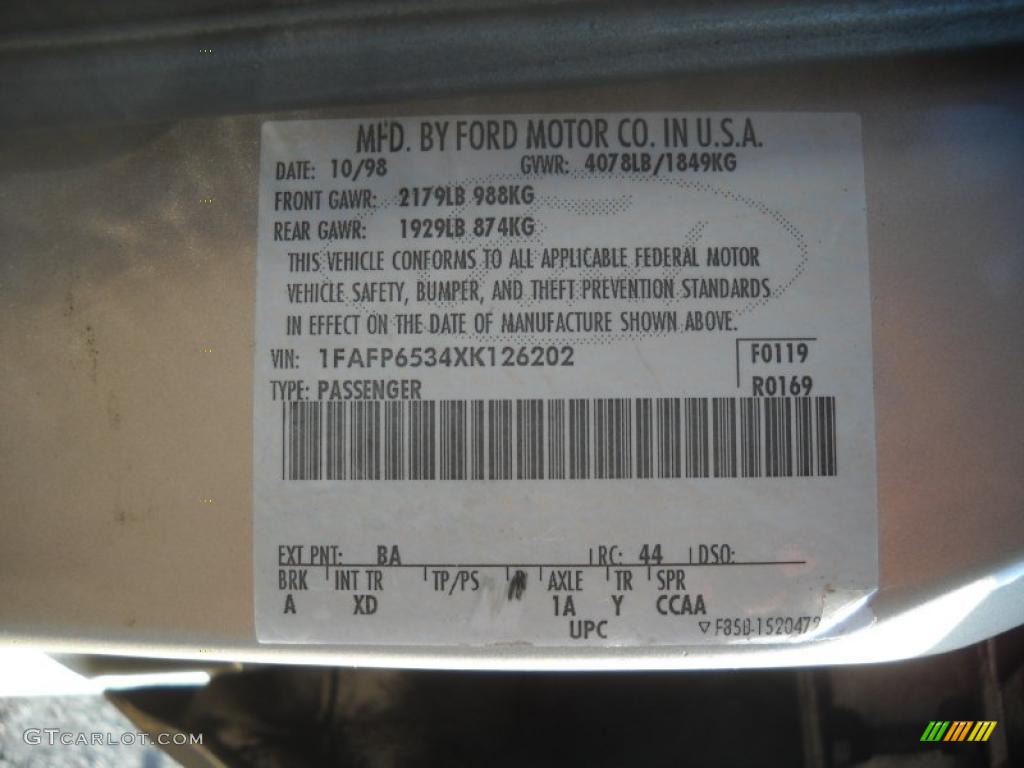 MFD. BY FORD MOTOR CO. IN U.S.A.
DATE: 10/98 GVWR: 4078LB/1849KG
FRONT GAWR: 2179LB 988KG
REAR GAWR: 1929LB 874KG
THIS VEHICLE CONFORMS TO ALL APPLICABLE FEDERAL MOTOR
VEHICLE SAFETY, BUMPER, AND THEFT PREVENTION STANDARDS
IN EFFECT ON THE DATE OF MANUFACTURE SHOWN ABOVE.
VIN: 1FAFP6534XK126202 F0119
TYPE: PASSENGER R0169
EXT PNT: BA RC: 44 DSO:
BRK INT TR TP/PS R AXLE TR SPR
A XD 1A Y CCAA
UPC ▽F85B-1520472
GTCARLOT.COM